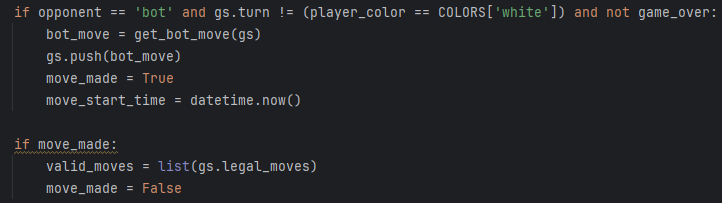 if opponent == 'bot' and gs.turn != (player_color == COLORS['white']) and not game_over:
    bot_move = get_bot_move(gs)
    gs.push(bot_move)
    move_made = True
    move_start_time = datetime.now()

if move_made:
    valid_moves = list(gs.legal_moves)
    move_made = False